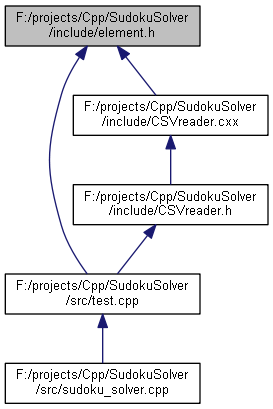 F:/projects/Cpp/SudokuSolver
/include/element.h
F:/projects/Cpp/SudokuSolver
/include/CSVreader.cxx
F:/projects/Cpp/SudokuSolver
/include/CSVreader.h
F:/projects/Cpp/SudokuSolver
/src/test.cpp
F:/projects/Cpp/SudokuSolver
/src/sudoku_solver.cpp